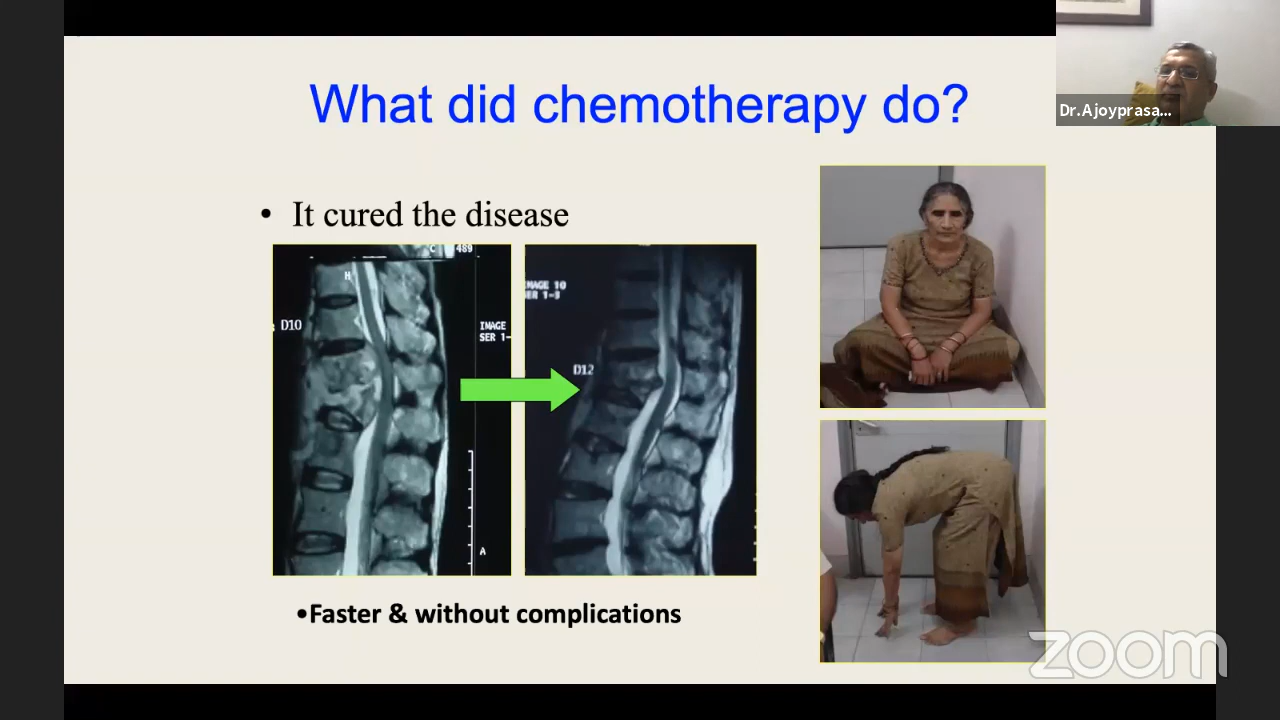 What did chemotherapy do?
Dr.Ajoyprasa...
• It cured the disease
C 489
H
D10
IMAGE
SER 1-
A
IMAGE 10
SER 1-3
D12
•Faster & without complications
zoom